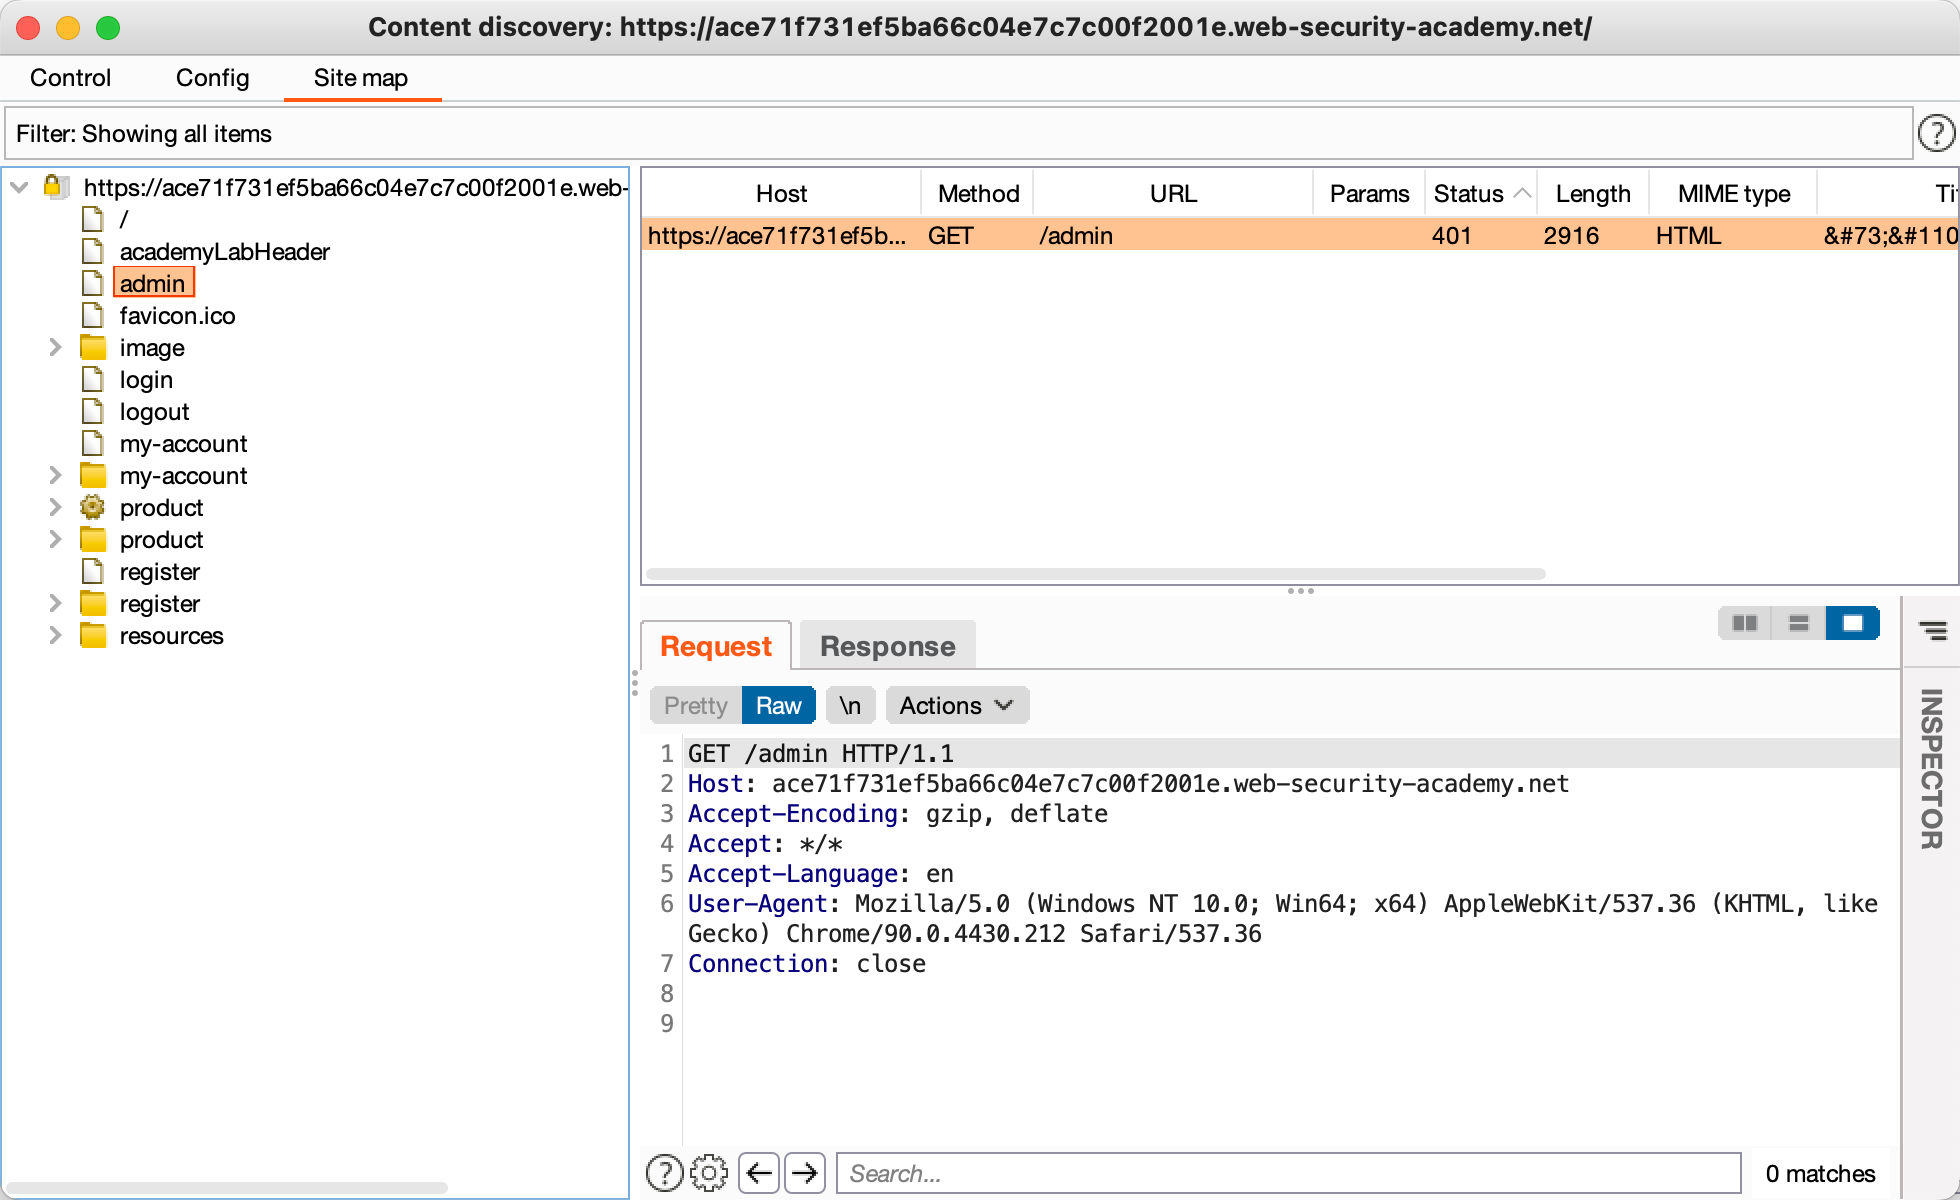 Content discovery: https://ace71f731ef5ba66c04e7c7c00f2001e.web-security-academy.net/
Control Config Site map
Filter: Showing all items
?
https://ace71f731ef5ba66c04e7c7c00f2001e.web-
/
academyLabHeader
admin
favicon.ico
image
login
logout
my-account
my-account
product
product
register
register
resources
Host Method URL Params Status Length MIME type Ti
https://ace71f731ef5b... GET /admin 401 2916 HTML &#73;&#110
Request Response
Pretty Raw \n Actions
1 GET /admin HTTP/1.1
2 Host: ace71f731ef5ba66c04e7c7c00f2001e.web-security-academy.net
3 Accept-Encoding: gzip, deflate
4 Accept: */*
5 Accept-Language: en
6 User-Agent: Mozilla/5.0 (Windows NT 10.0; Win64; x64) AppleWebKit/537.36 (KHTML, like
Gecko) Chrome/90.0.4430.212 Safari/537.36
7 Connection: close
8
9
INSPECTOR
? Search... 0 matches